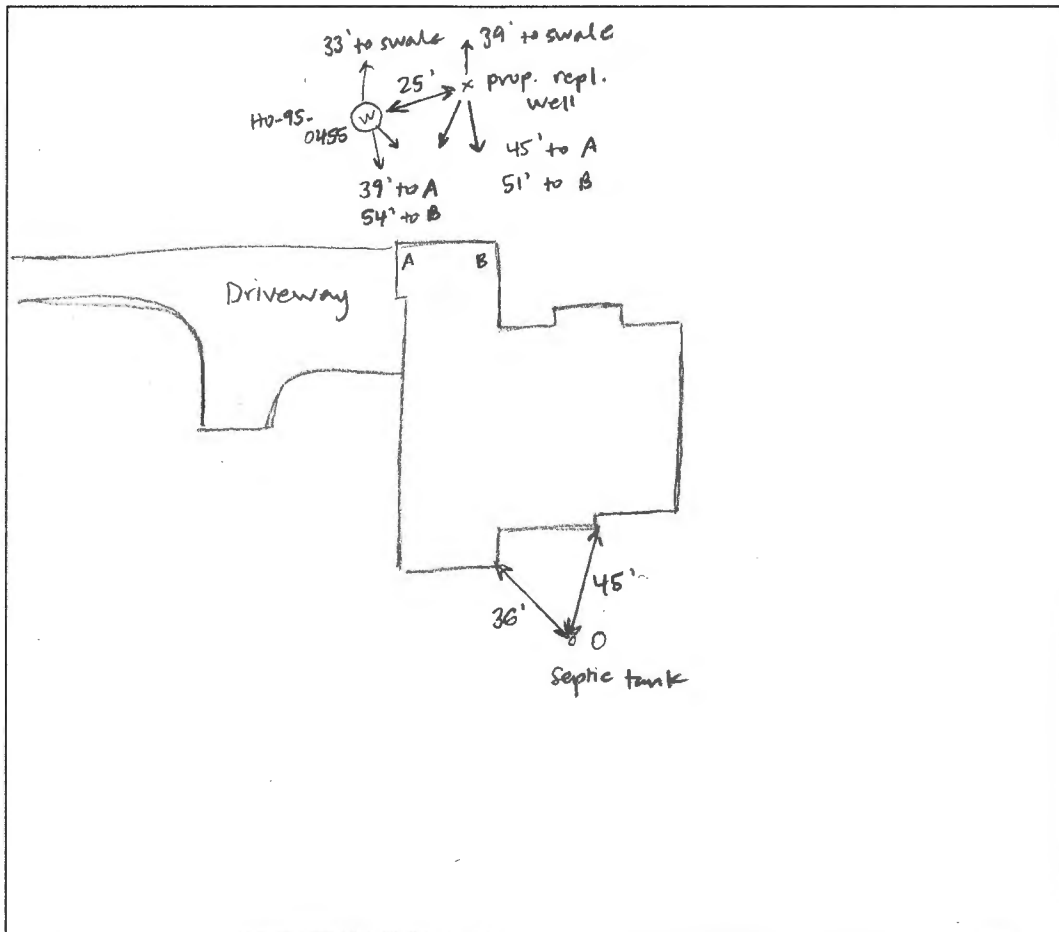 33' to swale
39' to swale
25'
x prop. repl.
well
W
HO-95-
0455
45' to A
51' to B
39' to A
54' to B
A
B
Driveway
45'
36'
Septic tank